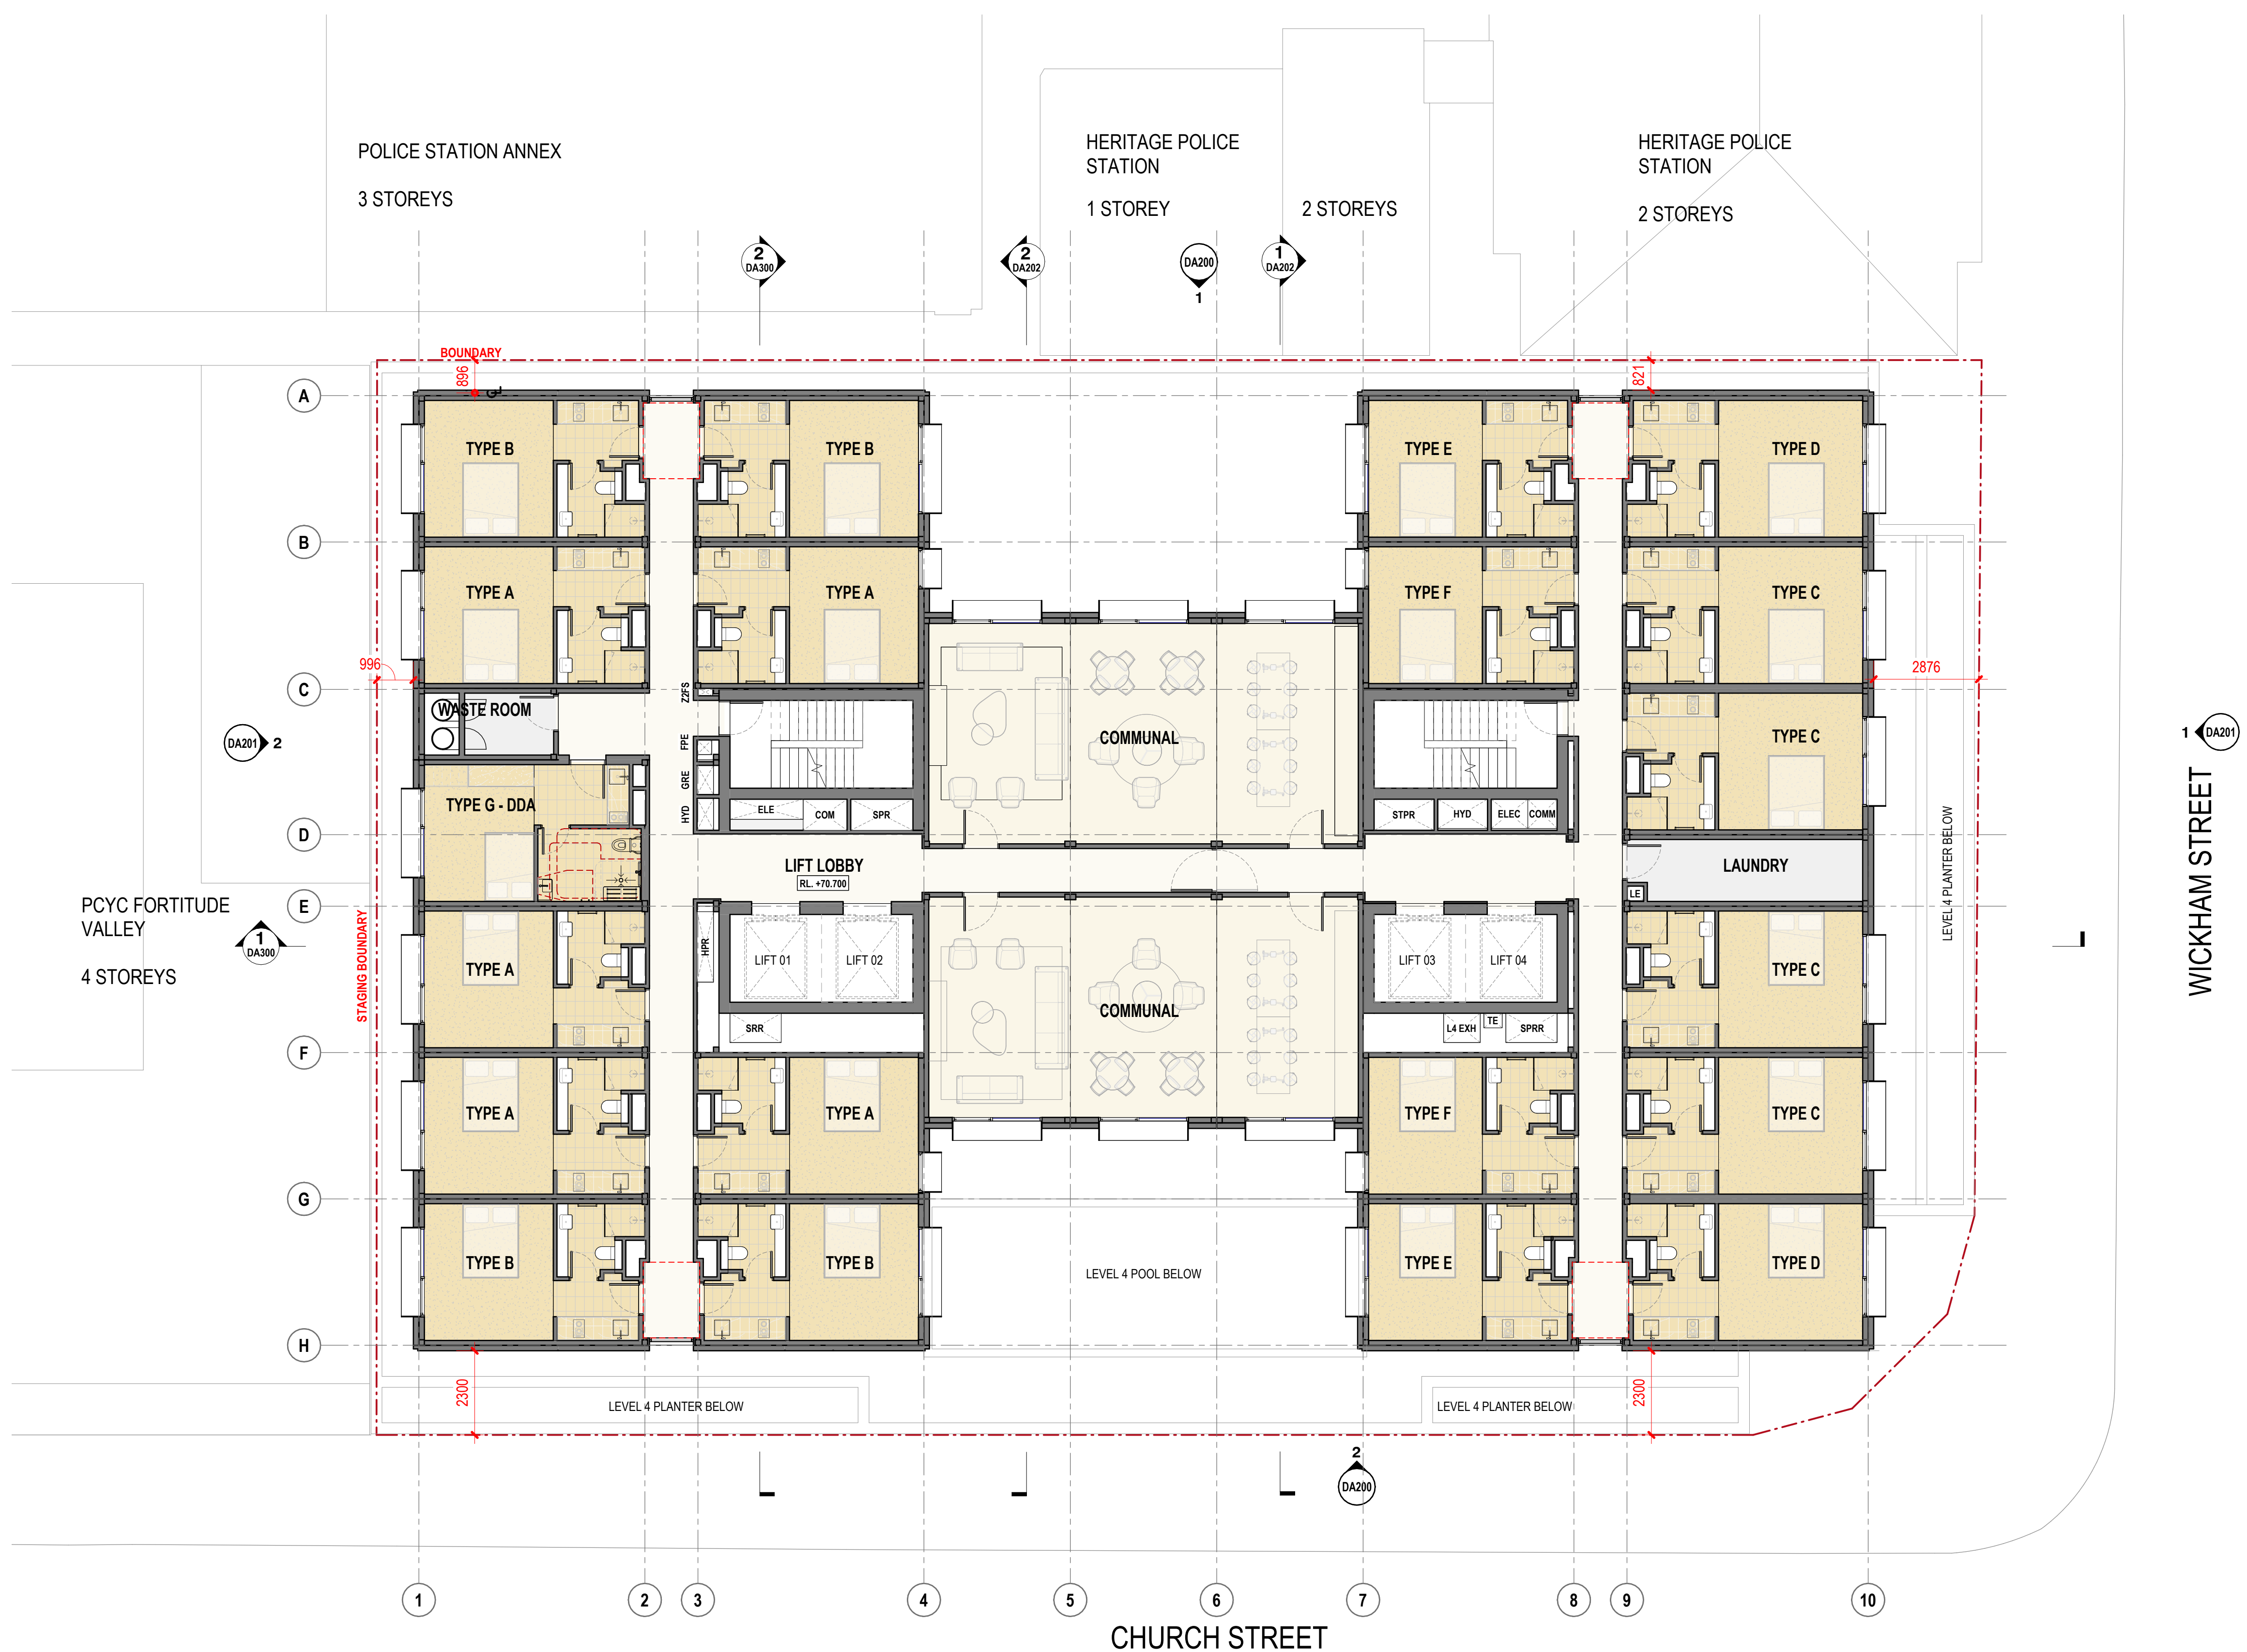 POLICE STATION ANNEX
3 STOREYS
HERITAGE POLICE
STATION
1 STOREY
2 STOREYS
HERITAGE POLICE
STATION
2 STOREYS
2
DA300
2
DA202
DA200
1
1
DA202
BOUNDARY
896
821
A
TYPE B
TYPE B
TYPE E
TYPE D
B
TYPE A
TYPE A
TYPE F
TYPE C
996
2876
C
WASTE ROOM
Z2FS
FPE
GRE
HYD
COMMUNAL
TYPE C
DA201
2
1
DA201
WICKHAM STREET
TYPE G - DDA
ELE
COM
SPR
STPR
HYD
ELEC
COMM
D
LIFT LOBBY
RL. +70.700
LAUNDRY
LE
LEVEL 4 PLANTER BELOW
E
PCYC FORTITUDE
VALLEY
4 STOREYS
1
DA300
STAGING BOUNDARY
TYPE A
HPR
LIFT 01
LIFT 02
COMMUNAL
LIFT 03
LIFT 04
TYPE C
SRR
L4 EXH
TE
SPRR
F
TYPE A
TYPE A
TYPE F
TYPE C
G
TYPE B
TYPE B
LEVEL 4 POOL BELOW
TYPE E
TYPE D
H
2300
LEVEL 4 PLANTER BELOW
LEVEL 4 PLANTER BELOW
2300
2
DA200
1
2
3
4
5
6
7
8
9
10
CHURCH STREET